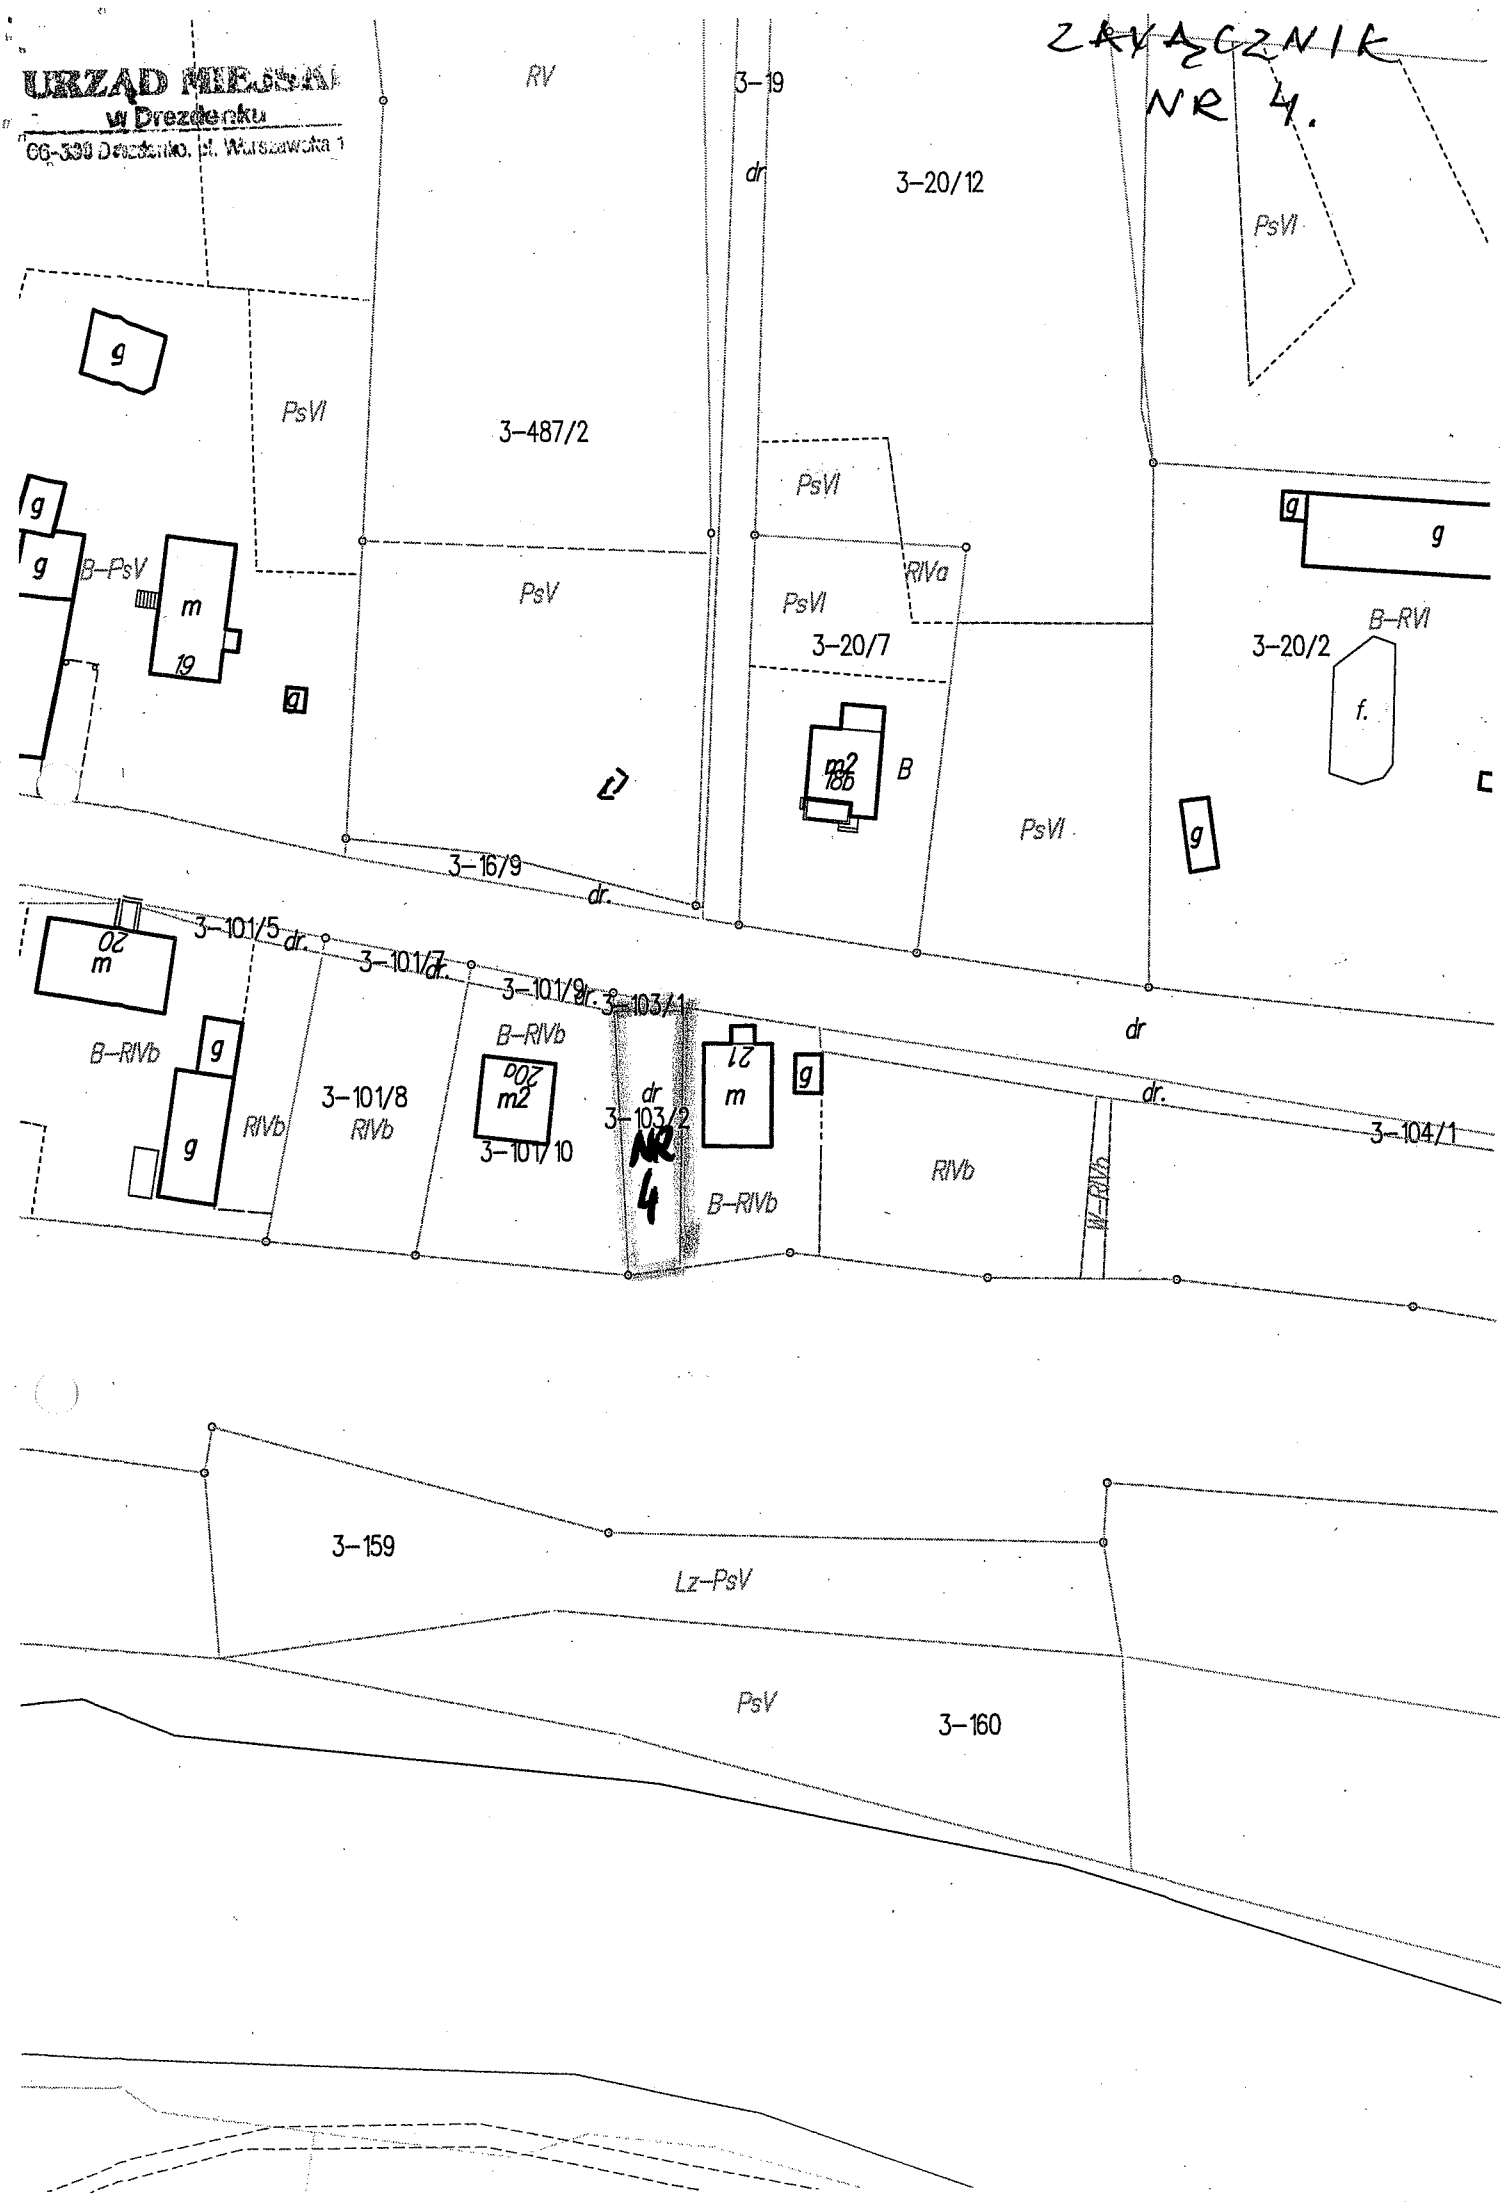 ZAŁĄCZNIK
NR 4.
URZĄD MIEJSKI
w Drezdenku
66-530 Drezdenko, pl. Warszawska 1
RV
3-19
dr
3-20/12
PsVI
g
PsVI
3-487/2
PsVI
g
g
g
g
B-PsV
m
19
PsV
PsVI
RIVa
3-20/7
B-RVI
3-20/2
g
f.
m2
18b
B
PsVI
g
3-16/9
dr.
3-101/5
dr.
20
m
3-101/7
dr.
3-101/9
dr.
3-103/1
dr
B-RIVb
g
B-RIVb
20a
m2
21
m
g
dr.
3-101/8
RIVb
RIVb
dr
3-103/2
3-104/1
g
3-101/10
NR
4
B-RIVb
RIVb
W-RIVb
3-159
Lz-PsV
PsV
3-160